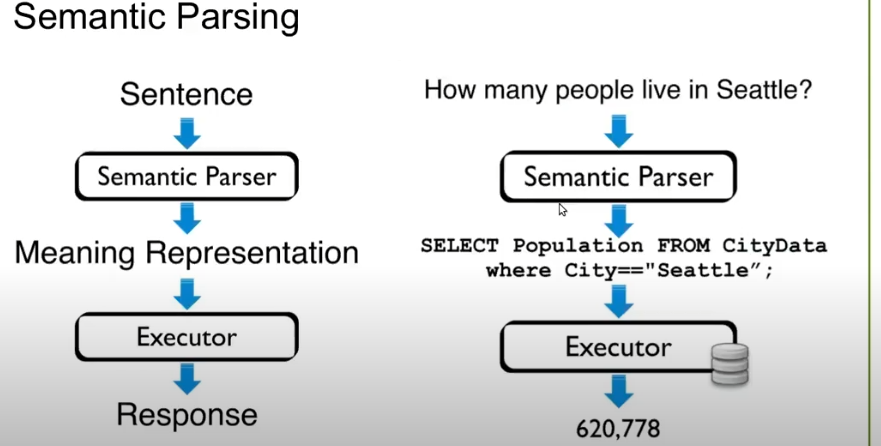 Semantic Parsing
Sentence
Semantic Parser
Meaning Representation
Executor
Response
How many people live in Seattle?
Semantic Parser
SELECT Population FROM CityData
where City=="Seattle”;
Executor
620,778